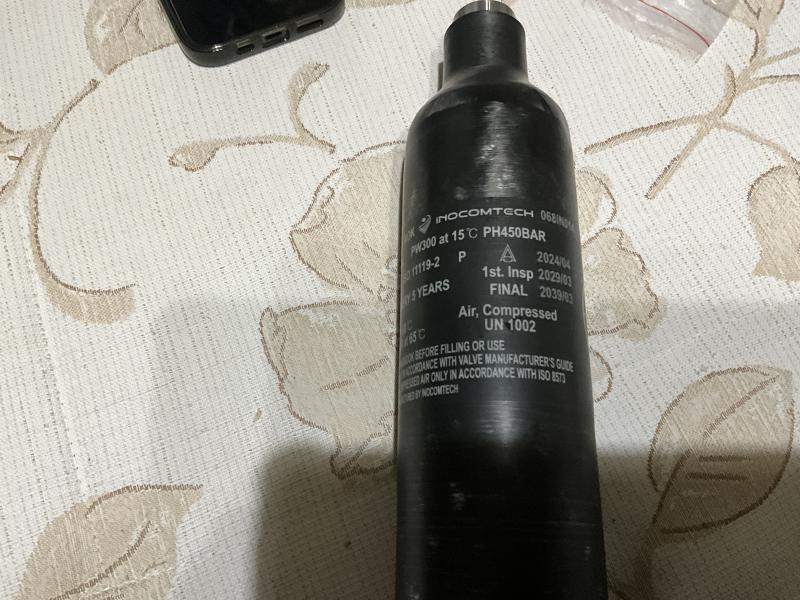 INOCOMTECH
PW300 at 15℃ PH450BAR
11119-2 P 2024/04
1st. Insp 2029/03
5 YEARS FINAL 2039/03
Air, Compressed
UN 1002
65℃
BEFORE FILLING OR USE
ACCORDANCE WITH VALVE MANUFACTURER'S GUIDE
AIR ONLY IN ACCORDANCE WITH ISO 8573
BY INOCOMTECH